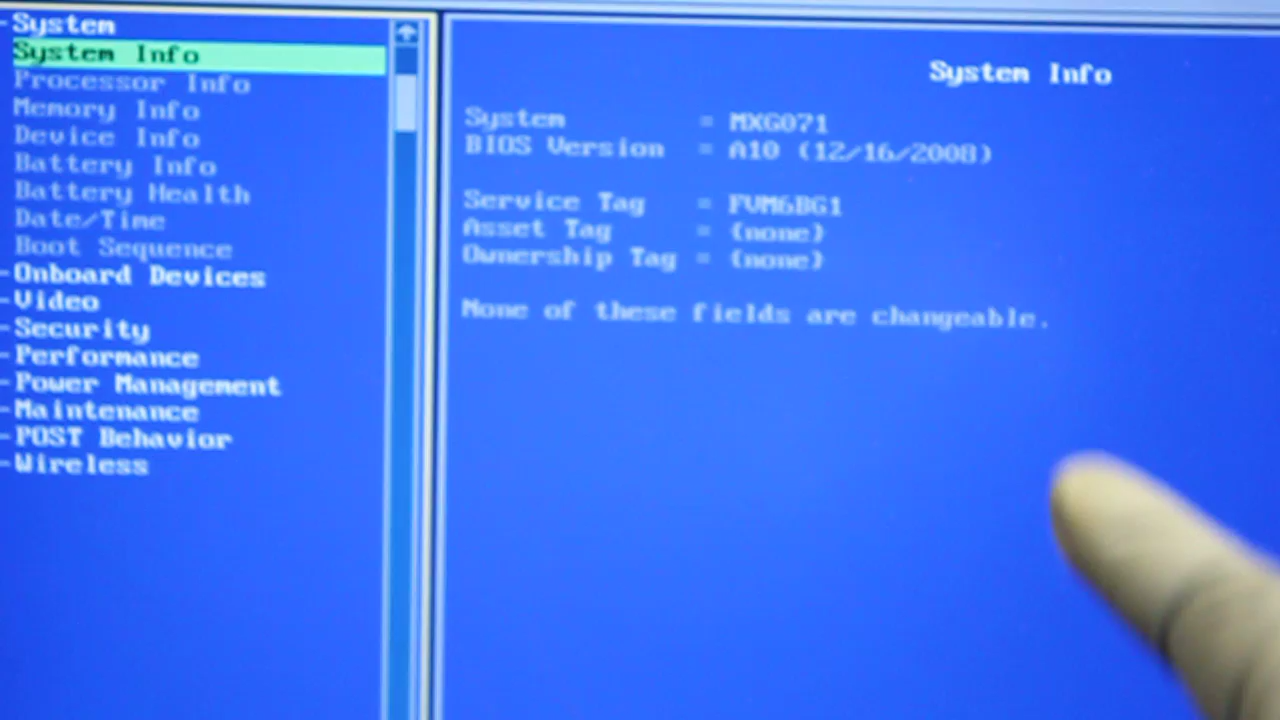 -System
System Info
Processor Info
Memory Info
Device Info
Battery Info
Battery Health
Date/Time
Boot Sequence
-Onboard Devices
-Video
-Security
-Performance
-Power Management
-Maintenance
-POST Behavior
-Wireless
System Info
System = MXG071
BIOS Version = A10 (12/16/2008)
Service Tag = FVM6BG1
Asset Tag = (none)
Ownership Tag = (none)
None of these fields are changeable.